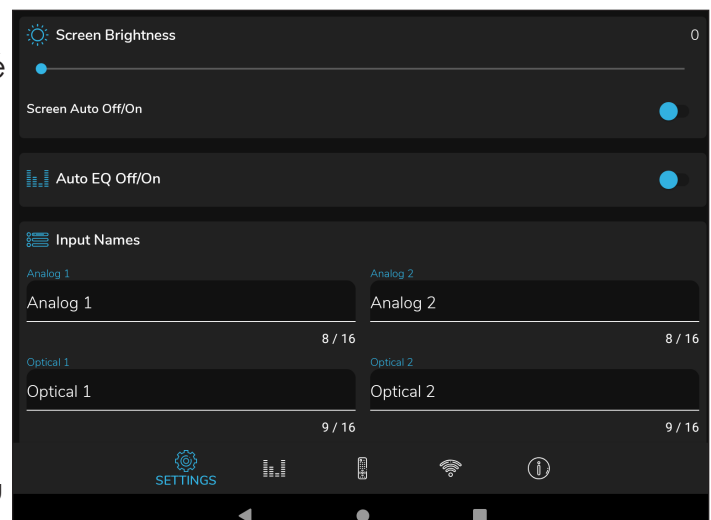 Screen Brightness 0
Screen Auto Off/On
Auto EQ Off/On
Input Names
Analog 1 Analog 2
Analog 1 Analog 2
8 / 16 8 / 16
Optical 1 Optical 2
Optical 1 Optical 2
9 / 16 9 / 16
SETTINGS